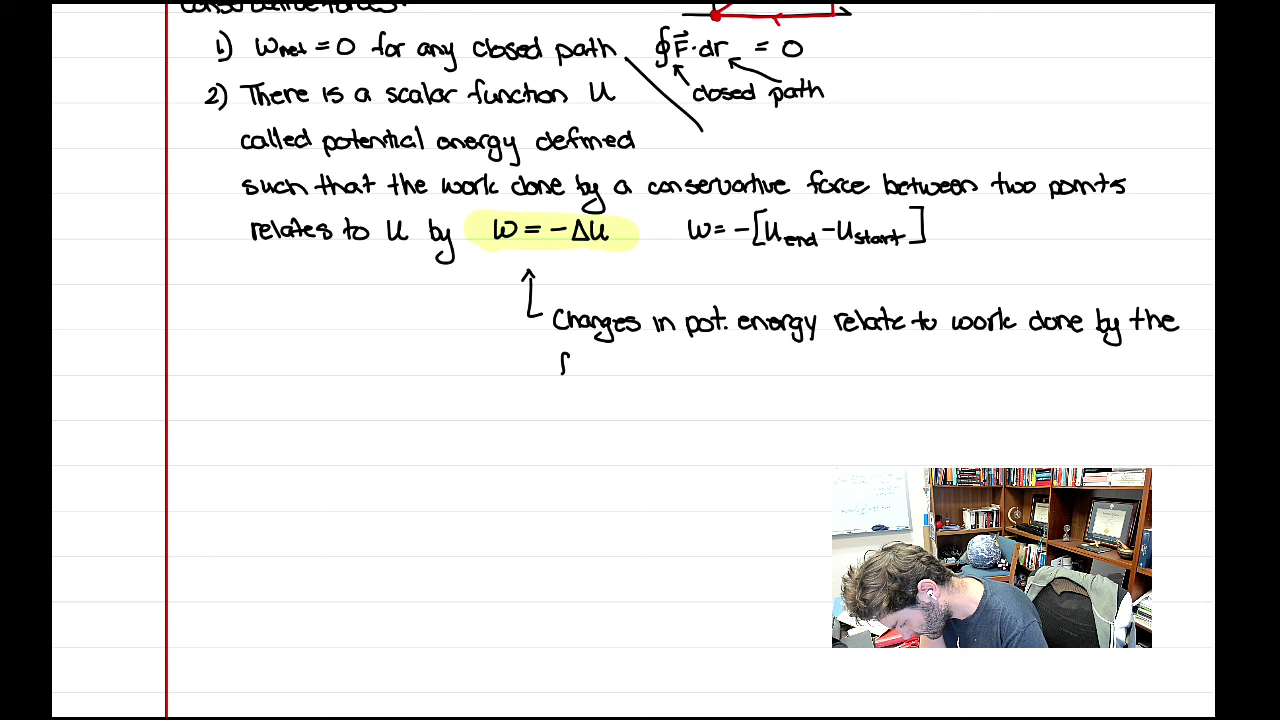 conservative forces:
1) Wnet = 0 for any closed path ∮F⃗·dr = 0
closed path
2) There is a scalar function U
called potential energy defined
such that the work done by a conservative force between two points
relates to U by W = -ΔU W = -[Uend - Ustart]
Changes in pot. energy relate to work done by the
f